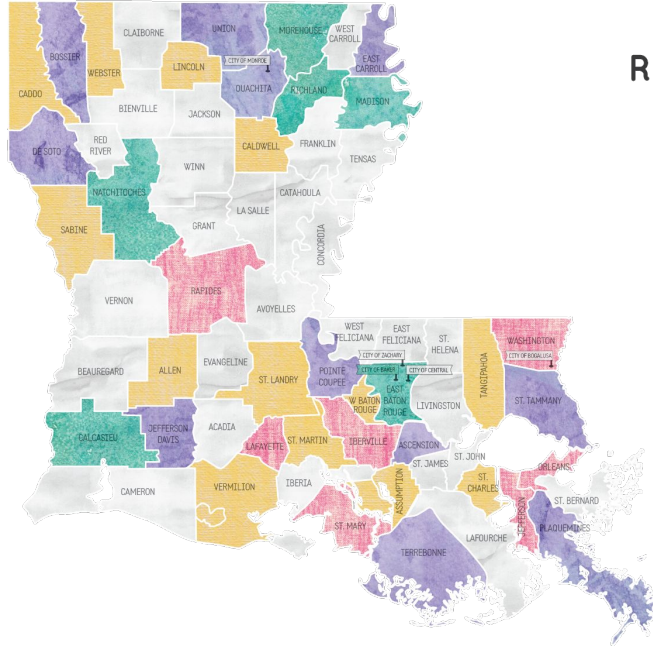 CLAIBORNE
UNION
MOREHOUSE
WEST
CARROLL
EAST
CARROLL
BOSSIER
WEBSTER
LINCOLN
CITY OF MONROE
OUACHITA
RICHLAND
MADISON
CADDO
BIENVILLE
JACKSON
DE SOTO
RED
RIVER
CALDWELL
FRANKLIN
TENSAS
WINN
NATCHITOCHES
CATAHOULA
LA SALLE
SABINE
GRANT
CONCORDIA
RAPIDES
VERNON
AVOYELLES
R
WEST
FELICIANA
EAST
FELICIANA
ST.
HELENA
TANGIPAHOA
WASHINGTON
CITY OF BOGALUSA
CITY OF ZACHARY
CITY OF BAKER
CITY OF CENTRAL
BEAUREGARD
ALLEN
EVANGELINE
ST. LANDRY
POINTE
COUPEE
W BATON
ROUGE
EAST
BATON
ROUGE
LIVINGSTON
ST. TAMMANY
CALCASIEU
JEFFERSON
DAVIS
ACADIA
LAFAYETTE
ST. MARTIN
IBERVILLE
ASCENSION
ST. JAMES
ST. JOHN
ORLEANS
CAMERON
VERMILION
IBERIA
ASSUMPTION
ST.
CHARLES
JEFFERSON
ST. BERNARD
ST. MARY
PLAQUEMINES
TERREBONNE
LAFOURCHE